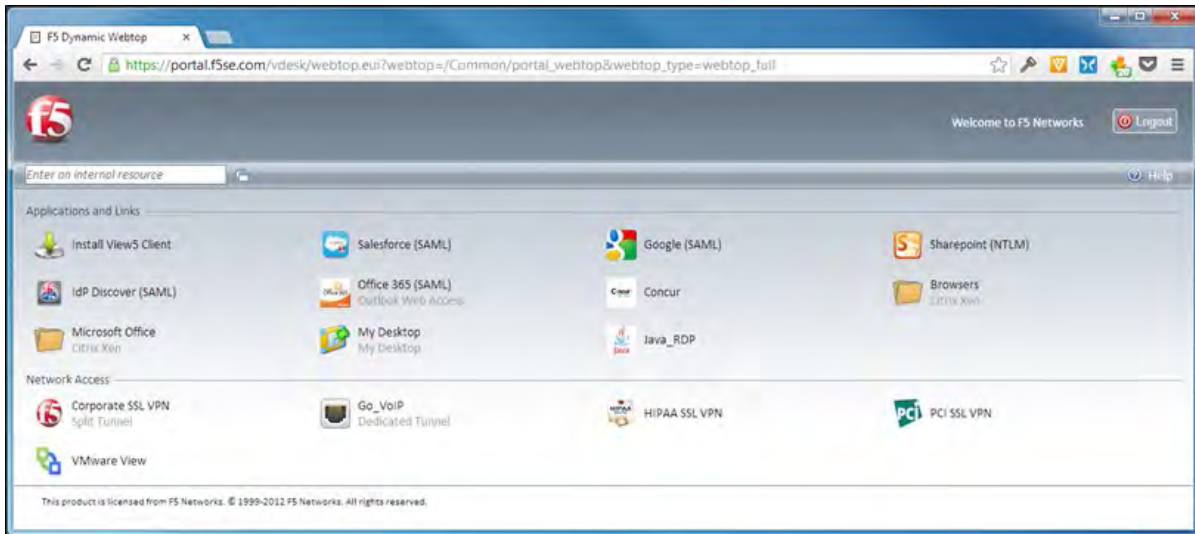 F5 Dynamic Webtop
https://portal.f5se.com/vdesk/webtop.eui?webtop=/Common/portal_webtop&webtop_type=webtop_full
f5
Welcome to F5 Networks
Logout
Enter an internal resource
Help
Applications and Links
Install View5 Client
Salesforce (SAML)
Google (SAML)
Sharepoint (NTLM)
IdP Discover (SAML)
Office 365 (SAML)
Outlook Web Access
Concur
Browsers
Citrix Xen
Microsoft Office
Citrix Xen
My Desktop
My Desktop
Java_RDP
Network Access
Corporate SSL VPN
Split Tunnel
Go_VoIP
Dedicated Tunnel
HIPAA SSL VPN
PCI SSL VPN
VMware View
This product is licensed from F5 Networks. © 1999-2012 F5 Networks. All rights reserved.